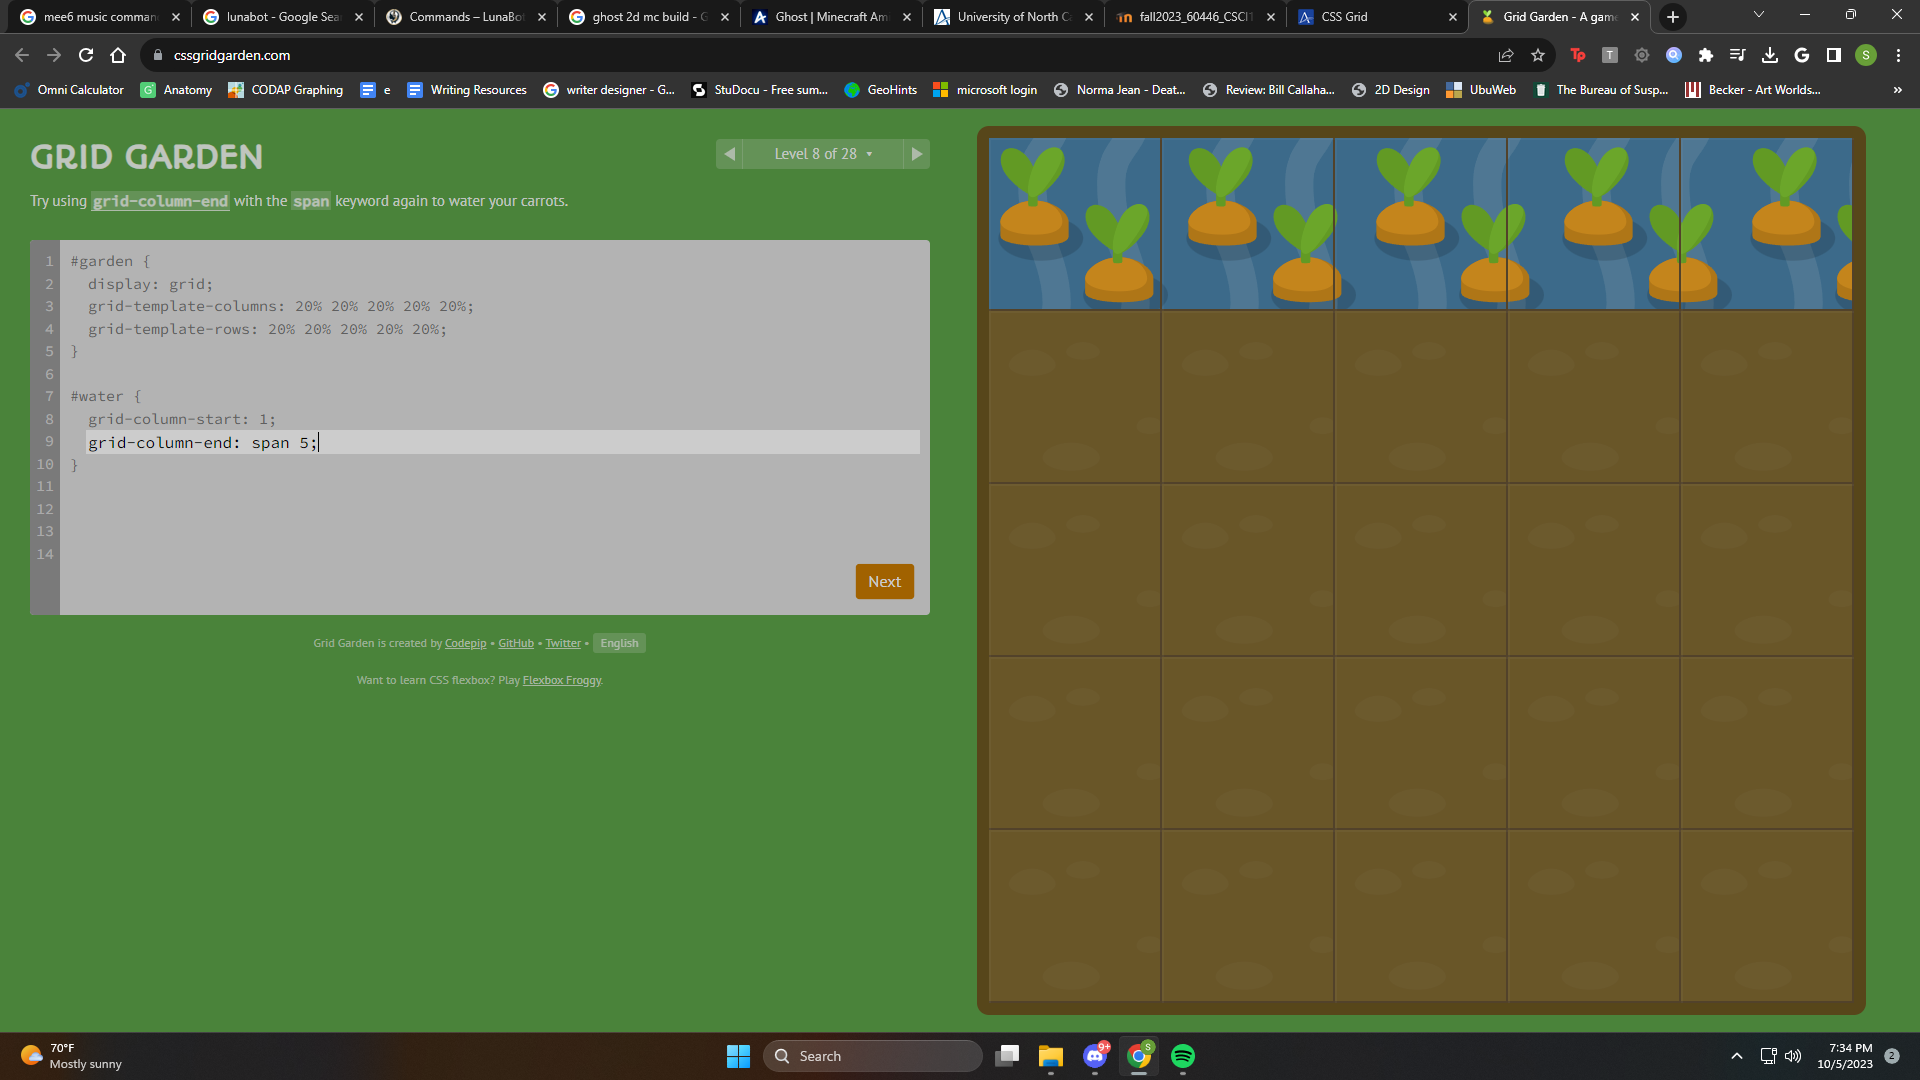 mee6 music comman
lunabot - Google Sea
Commands – LunaBot
ghost 2d mc build - G
Ghost | Minecraft Am
University of North C
fall2023_60446_CSCI
CSS Grid
Grid Garden - A game
cssgridgarden.com
Tp
T
S
Omni Calculator
Anatomy
CODAP Graphing
e
Writing Resources
writer designer - G...
StuDocu - Free sum...
GeoHints
microsoft login
Norma Jean - Deat...
Review: Bill Callaha...
2D Design
UbuWeb
The Bureau of Susp...
Becker - Art Worlds...
»
GRID GARDEN
Level 8 of 28
Try using grid-column-end with the span keyword again to water your carrots.
1 #garden {
2 display: grid;
3 grid-template-columns: 20% 20% 20% 20% 20%;
4 grid-template-rows: 20% 20% 20% 20% 20%;
5 }
6
7 #water {
8 grid-column-start: 1;
9 grid-column-end: span 5;
10 }
11
12
13
14
Next
Grid Garden is created by Codepip • GitHub • Twitter • English
Want to learn CSS flexbox? Play Flexbox Froggy.
70°F
Mostly sunny
Search
9+
S
7:34 PM
10/5/2023
2